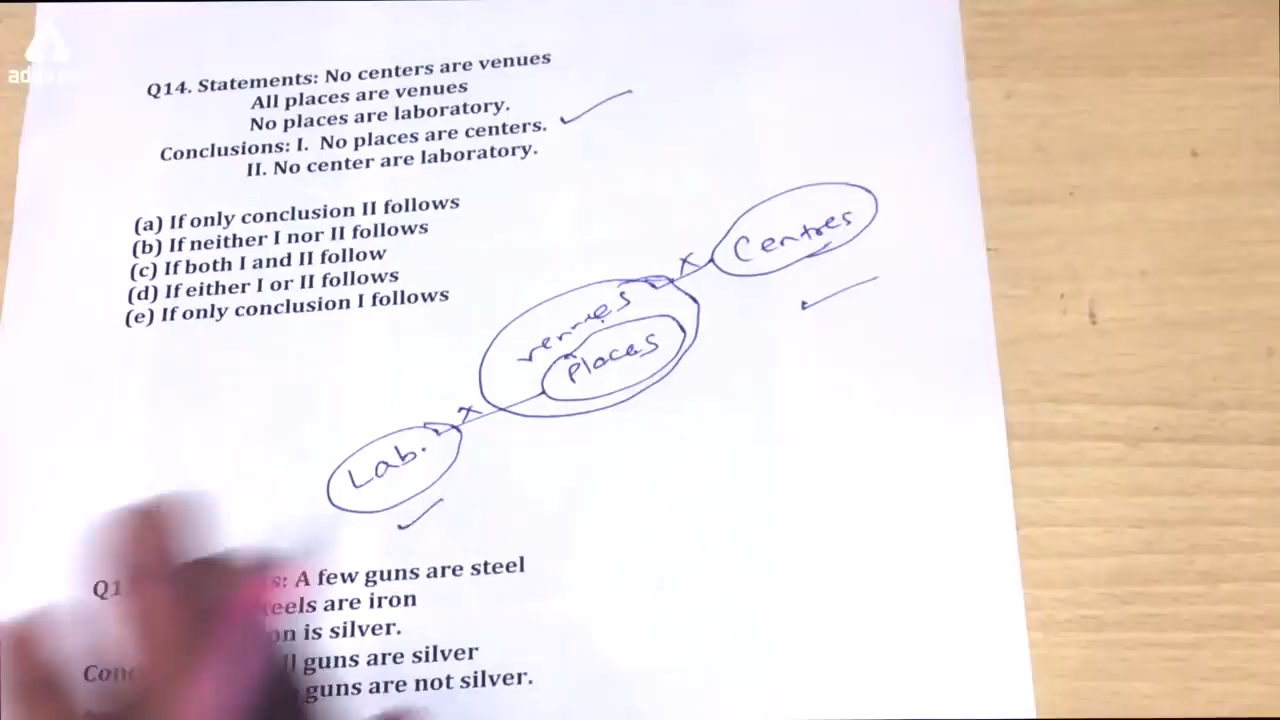 Q14. Statements: No centers are venues
All places are venues
No places are laboratory.
Conclusions: I. No places are centers.
II. No center are laboratory.
(a) If only conclusion II follows
(b) If neither I nor II follows
(c) If both I and II follow
(d) If either I or II follows
(e) If only conclusion I follows
Centres
x
venues
places
x
Lab.
A few guns are steel
are iron
is silver.
guns are silver
guns are not silver.